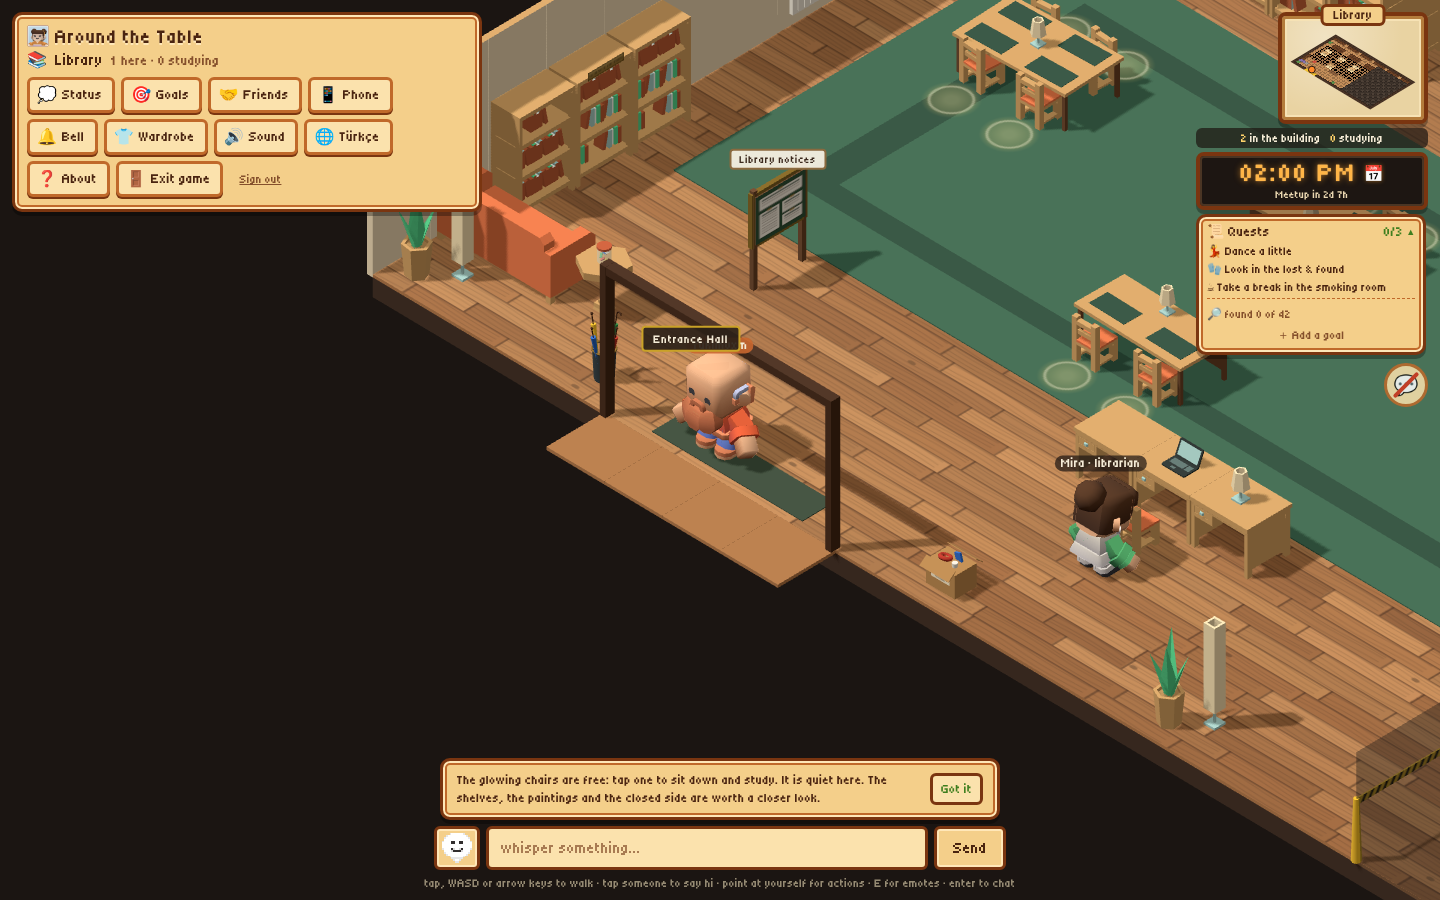 Around the Table
Library 1 here · 0 studying
Status
Goals
Friends
Phone
Bell
Wardrobe
Sound
Türkçe
About
Exit game
Sign out
Library
2 in the building 0 studying
02:00 PM
Meetup in 2d 7h
Quests 0/3 ▲
Dance a little
Look in the lost & found
Take a break in the smoking room
found 0 of 42
+ Add a goal
Library notices
Entrance Hall
Mira · librarian
The glowing chairs are free: tap one to sit down and study. It is quiet here. The
shelves, the paintings and the closed side are worth a closer look.
Got it
whisper something...
Send
tap, WASD or arrow keys to walk · tap someone to say hi · point at yourself for actions · E for emotes · enter to chat